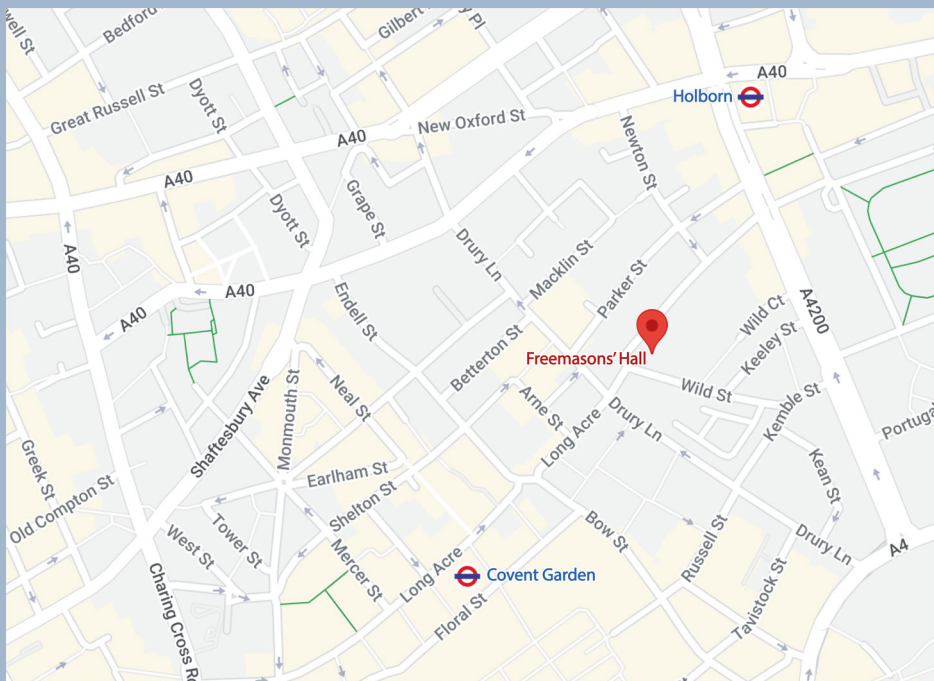 Bedford
Gilbert
Pl
A40
Holborn
Great Russell St
Dyott St
A40
New Oxford St
Newton St
A40
Grape St
Dyott St
Drury Ln
Macklin St
A40
A40
A40
Endell St
Parker St
A4200
Wild Ct
Keeley St
Freemasons' Hall
Betterton St
Wild St
Neal St
Arne St
Long Acre
Drury Ln
Kemble St
Monmouth St
Shaftesbury Ave
Portugal
Greek St
Earlham St
Kean St
Old Compton St
Shelton St
Tower St
West St
Bow St
Russell St
Drury Ln
A4
Mercer St
Long Acre
Covent Garden
Charing Cross Ro
Floral St
Tavistock St